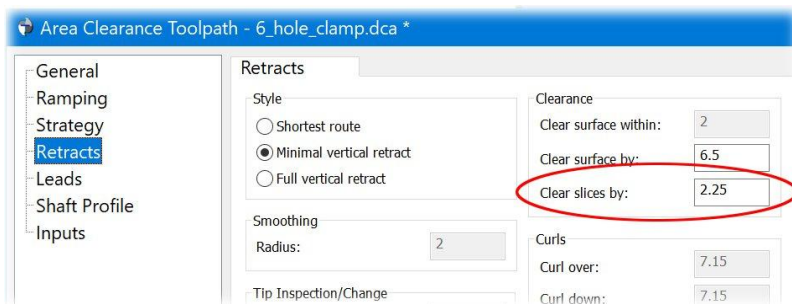 Area Clearance Toolpath - 6_hole_clamp.dca *
General
Ramping
Strategy
Retracts
Leads
Shaft Profile
Inputs
Retracts
Style
Shortest route
Minimal vertical retract
Full vertical retract
Smoothing
Radius: 2
Tip Inspection/Change
Clearance
Clear surface within: 2
Clear surface by: 6.5
Clear slices by: 2.25
Curls
Curl over: 7.15
Curl down: 7.15